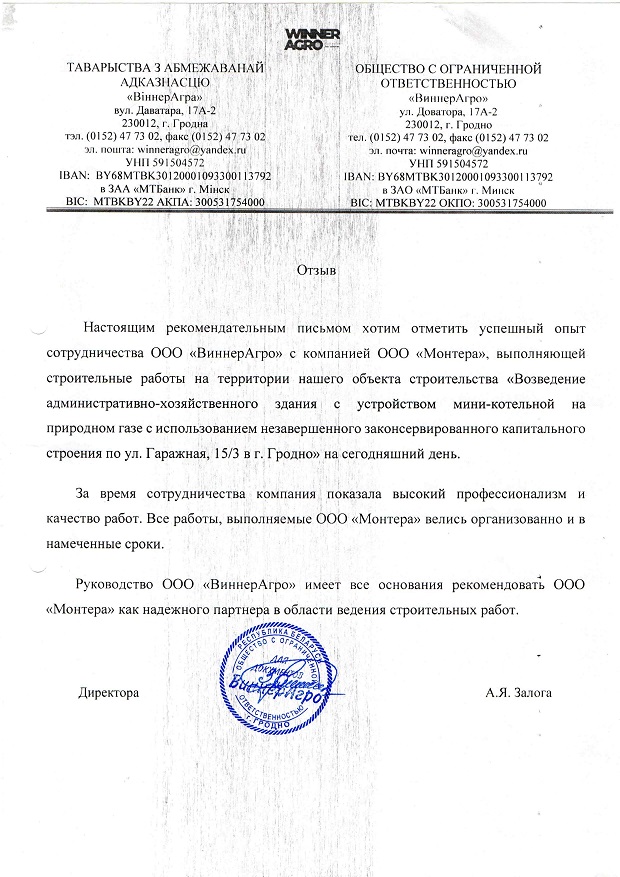 WINNER
AGRO
ТАВАРЫСТВА З АБМЕЖАВАНАЙ
АДКАЗНАСЦЮ
«ВіннерАгра»
вул. Даватара, 17А-2
230012, г. Гродна
тэл. (0152) 47 73 02, факс (0152) 47 73 02
эл. пошта: winneragro@yandex.ru
УНП 591504572
IBAN: BY68MTBK30120001093300113792
в ЗАА «МТБанк» г. Мінск
BIC: MTBKBY22 АКПА: 300531754000
ОБЩЕСТВО С ОГРАНИЧЕННОЙ
ОТВЕТСТВЕННОСТЬЮ
«ВиннерАгро»
ул. Доватора, 17А-2
230012, г. Гродно
тел. (0152) 47 73 02, факс (0152) 47 73 02
эл. почта: winneragro@yandex.ru
УНП 591504572
IBAN: BY68MTBK30120001093300113792
в ЗАО «МТБанк» г. Минск
BIC: MTBKBY22 ОКПО: 300531754000
Отзыв
Настоящим рекомендательным письмом хотим отметить успешный опыт
сотрудничества ООО «ВиннерАгро» с компанией ООО «Монтера», выполняющей
строительные работы на территории нашего объекта строительства «Возведение
административно-хозяйственного здания с устройством мини-котельной на
природном газе с использованием незавершенного законсервированного капитального
строения по ул. Гаражная, 15/3 в г. Гродно» на сегодняшний день.
За время сотрудничества компания показала высокий профессионализм и
качество работ. Все работы, выполняемые ООО «Монтера» велись организованно и в
намеченные сроки.
Руководство ООО «ВиннерАгро» имеет все основания рекомендовать ООО
«Монтера» как надежного партнера в области ведения строительных работ.
РЕСПУБЛИКА БЕЛАРУСЬ
ОБЩЕСТВО С ОГРАНИЧЕННОЙ
Для
документов
ВиннерАгро
ОТВЕТСТВЕННОСТЬЮ
г. ГРОДНО
Директора
А.Я. Залога